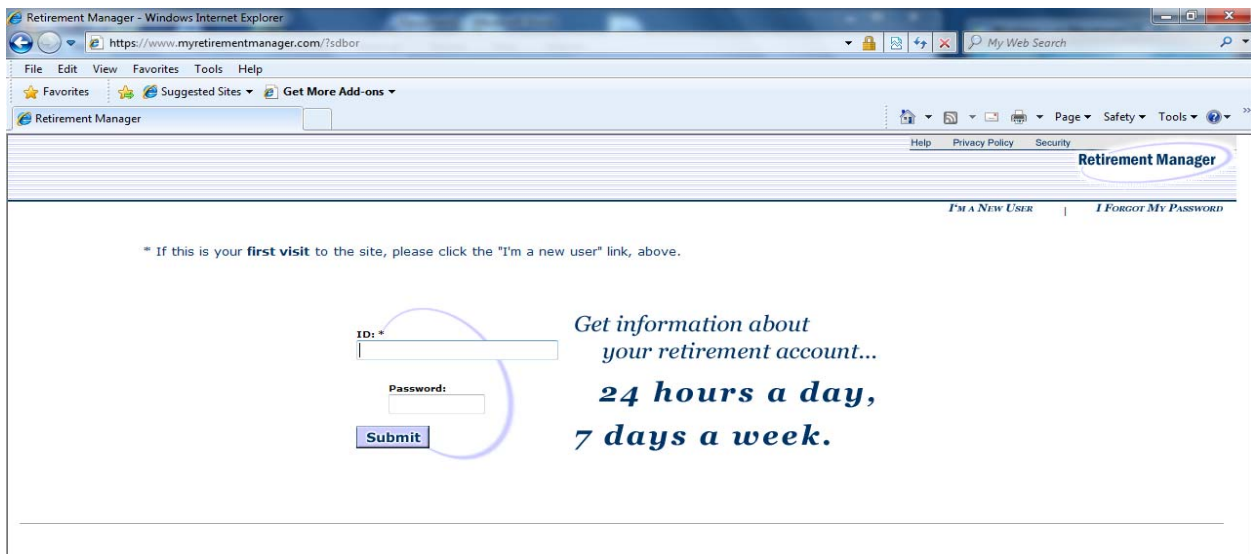 Retirement Manager - Windows Internet Explorer
https://www.myretirementmanager.com/?sdbor
My Web Search
File Edit View Favorites Tools Help
Favorites Suggested Sites Get More Add-ons
Retirement Manager
Page Safety Tools
Help Privacy Policy Security
Retirement Manager
I'm a New User | I Forgot My Password
* If this is your first visit to the site, please click the "I'm a new user" link, above.
ID: *
Password:
Submit
Get information about
your retirement account...
24 hours a day,
7 days a week.